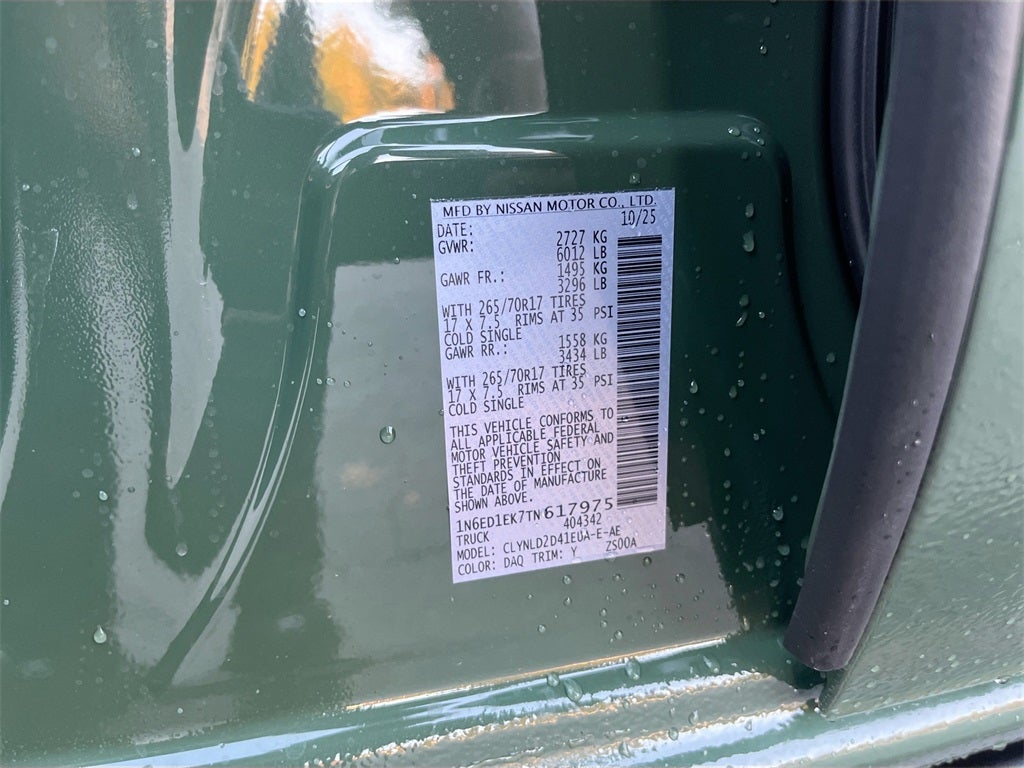 MFD BY NISSAN MOTOR CO., LTD.
DATE: 10/25
GVWR: 2727 KG
6012 LB
GAWR FR.: 1495 KG
3296 LB
WITH 265/70R17 TIRES
17 X 7.5 RIMS AT 35 PSI
COLD SINGLE
GAWR RR.: 1558 KG
3434 LB
WITH 265/70R17 TIRES
17 X 7.5 RIMS AT 35 PSI
COLD SINGLE
THIS VEHICLE CONFORMS TO
ALL APPLICABLE FEDERAL
MOTOR VEHICLE SAFETY AND
THEFT PREVENTION
STANDARDS IN EFFECT ON
THE DATE OF MANUFACTURE
SHOWN ABOVE.
1N6ED1EK7TN617975
TRUCK 404342
MODEL: CLYNLD2D41EUA-E-AE
COLOR: DAQ TRIM: Y ZS00A